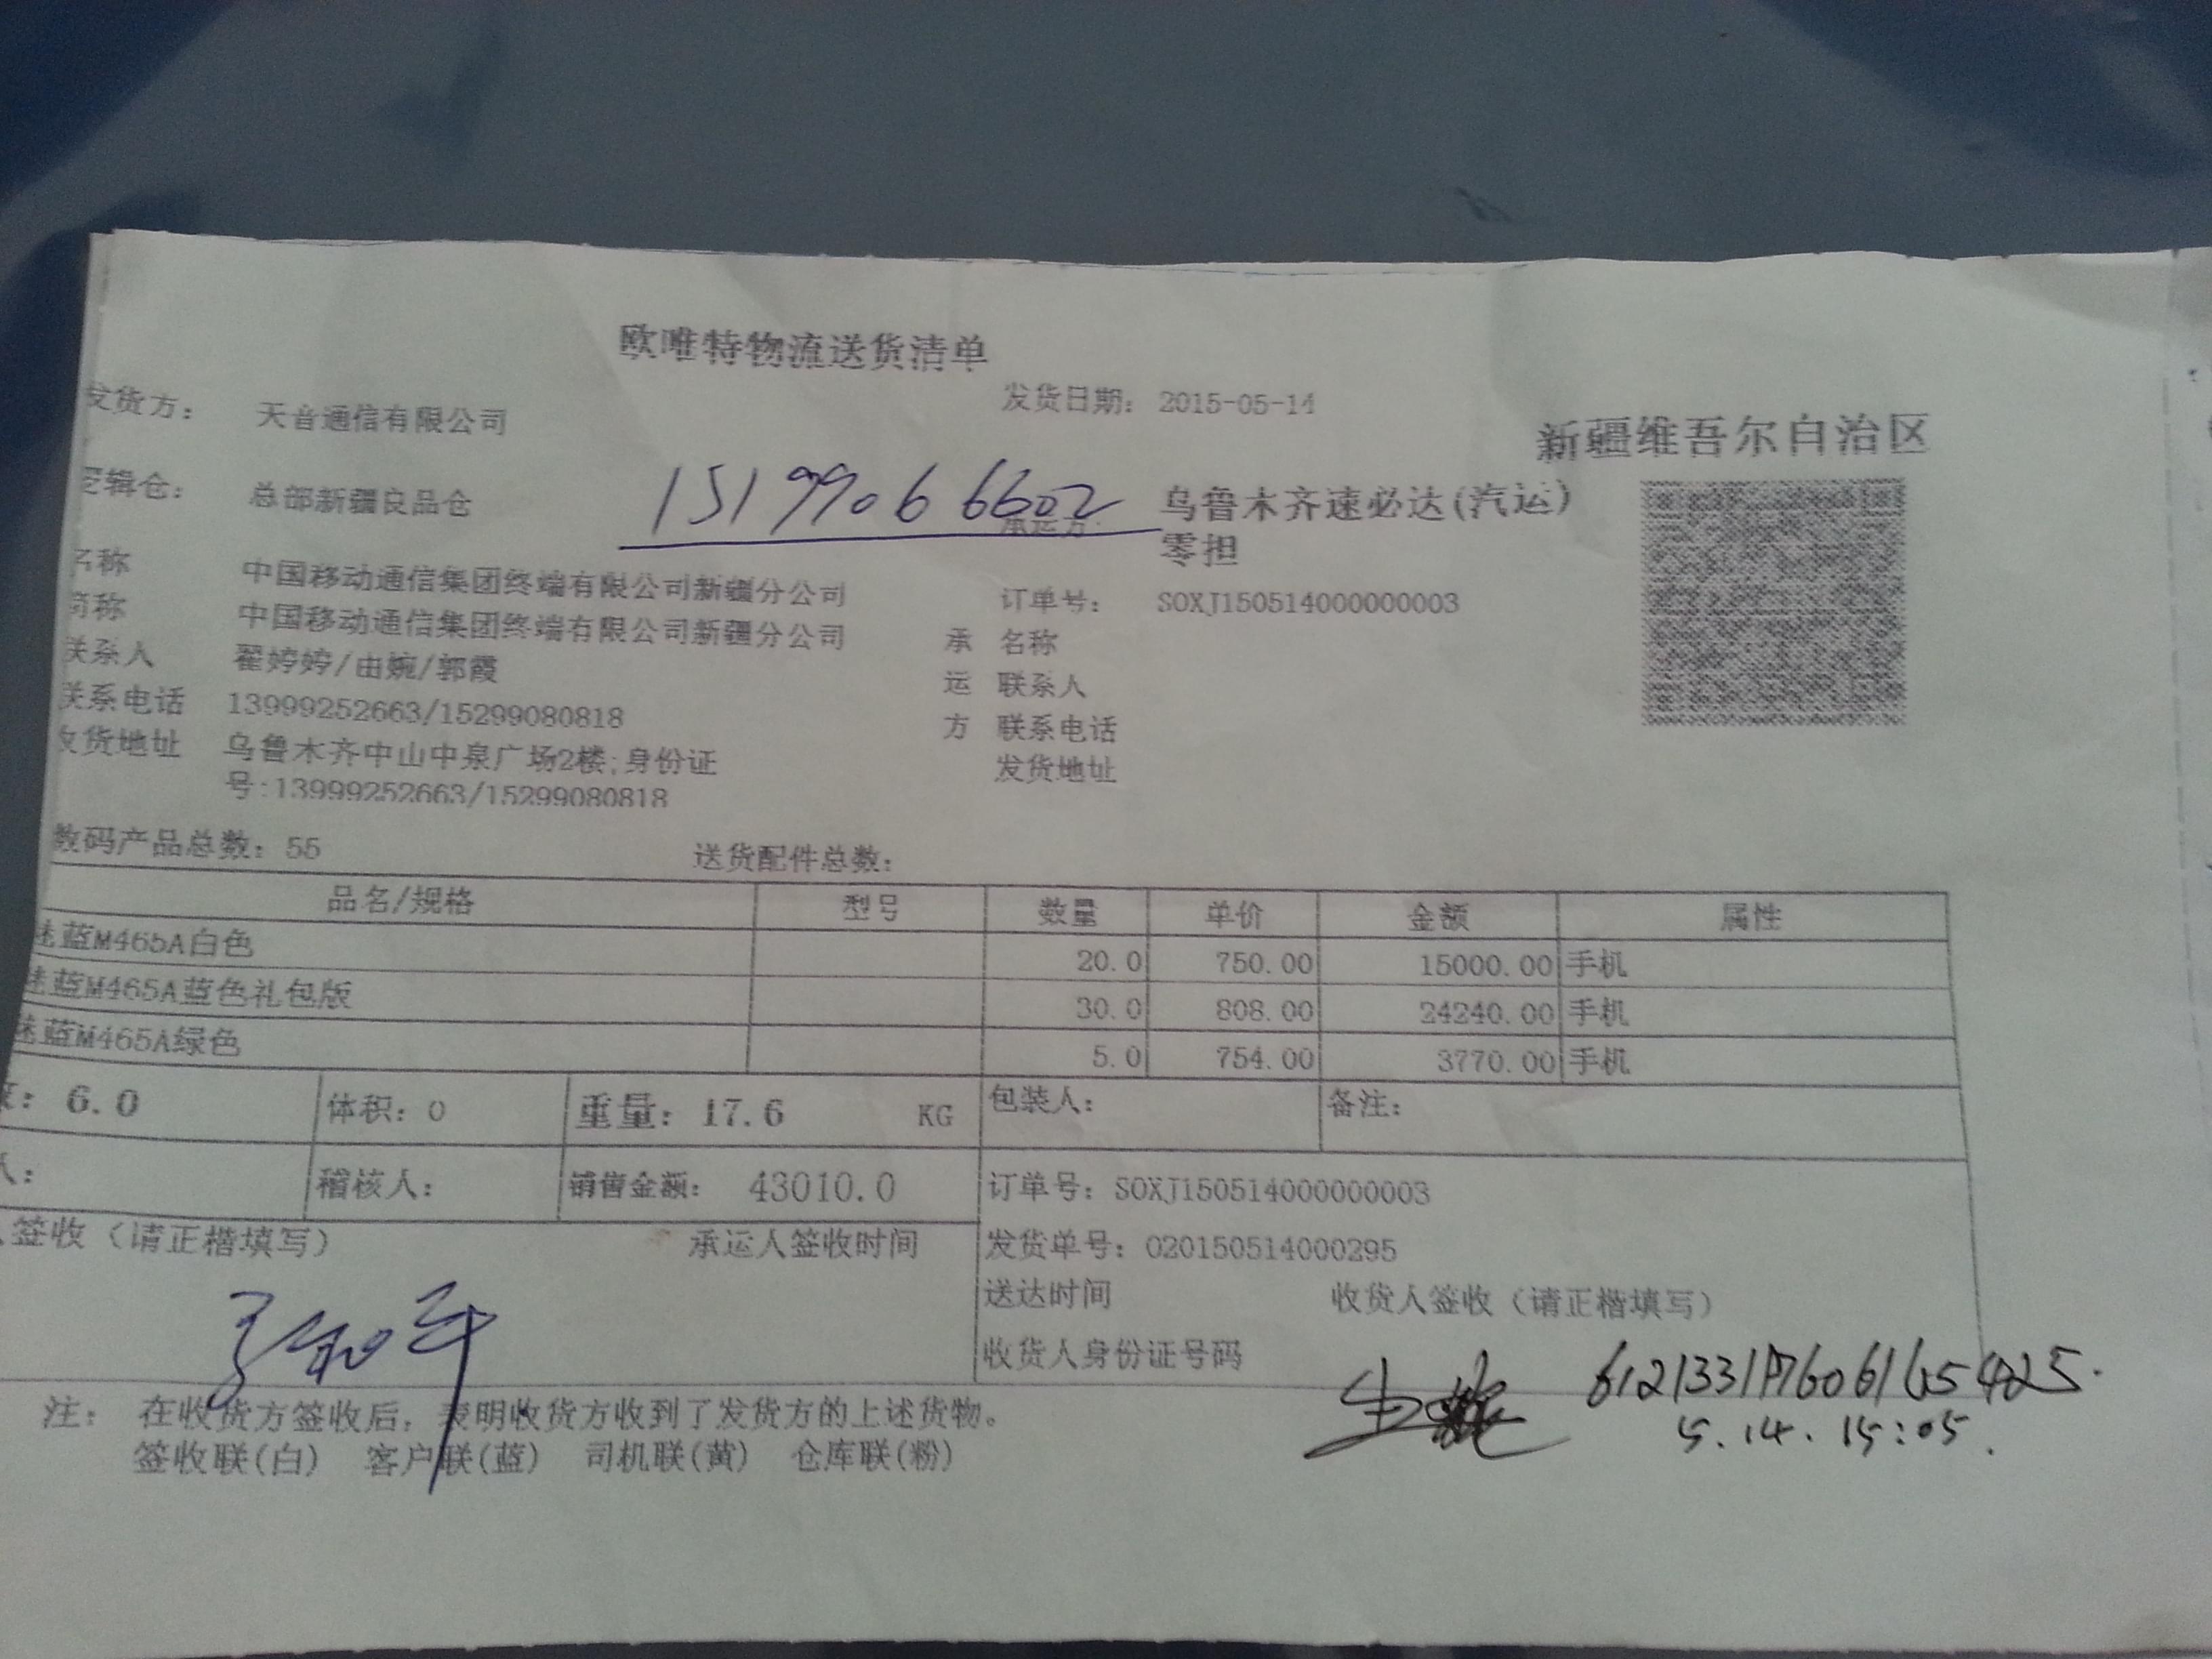 欧唯特物流送货清单
发货方： 天音通信有限公司 发货日期： 2015-05-14
新疆维吾尔自治区
逻辑仓： 总部新疆良品仓 15199066602 承运方： 乌鲁木齐速必达(汽运)
零担
名称 中国移动通信集团终端有限公司新疆分公司 订单号： SOXJ150514000000003
简称 中国移动通信集团终端有限公司新疆分公司 承 名称
联系人 翟婷婷/由婉/郭霞 运 联系人
联系电话 13999252663/15299080818 方 联系电话
收货地址 乌鲁木齐中山中泉广场2楼;身份证 发货地址
号:13999252663/15299080818
数码产品总数：55 送货配件总数：
品名/规格 型号 数量 单价 金额 属性
蓝M465A白色 20.0 750.00 15000.00 手机
蓝M465A蓝色礼包版 30.0 808.00 24240.00 手机
蓝M465A绿色 5.0 754.00 3770.00 手机
：6.0 体积：0 重量：17.6 KG 包装人： 备注：
人： 稽核人： 销售金额： 43010.0 订单号：SOXJ150514000000003
签收（请正楷填写） 承运人签收时间 发货单号：020150514000295
送达时间 收货人签收（请正楷填写）
收货人身份证号码
5.14. 15:05.
注： 在收货方签收后，表明收货方收到了发货方的上述货物。
签收联(白) 客户联(蓝) 司机联(黄) 仓库联(粉)